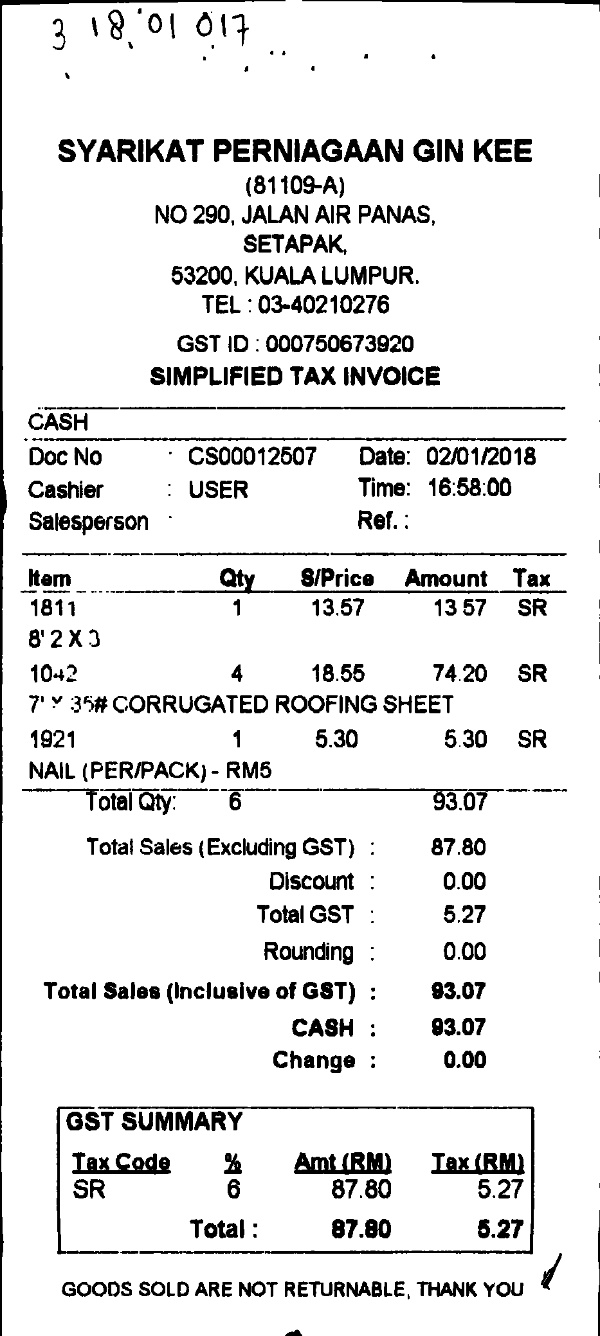 3 18 01 017
SYARIKAT PERNIAGAAN GIN KEE
(81109-A)
NO 290, JALAN AIR PANAS,
SETAPAK,
53200, KUALA LUMPUR.
TEL : 03-40210276
GST ID : 000750673920
SIMPLIFIED TAX INVOICE
CASH
Doc No : CS00012507 Date: 02/01/2018
Cashier : USER Time: 16:58:00
Salesperson : Ref. :
Item Qty S/Price Amount Tax
1811 1 13.57 13.57 SR
8' 2 X 3
1042 4 18.55 74.20 SR
7' X 35# CORRUGATED ROOFING SHEET
1921 1 5.30 5.30 SR
NAIL (PER/PACK) - RM5
Total Qty: 6 93.07
Total Sales (Excluding GST) : 87.80
Discount : 0.00
Total GST : 5.27
Rounding : 0.00
Total Sales (Inclusive of GST) : 93.07
CASH : 93.07
Change : 0.00
GST SUMMARY
Tax Code % Amt (RM) Tax (RM)
SR 6 87.80 5.27
Total : 87.80 5.27
GOODS SOLD ARE NOT RETURNABLE, THANK YOU